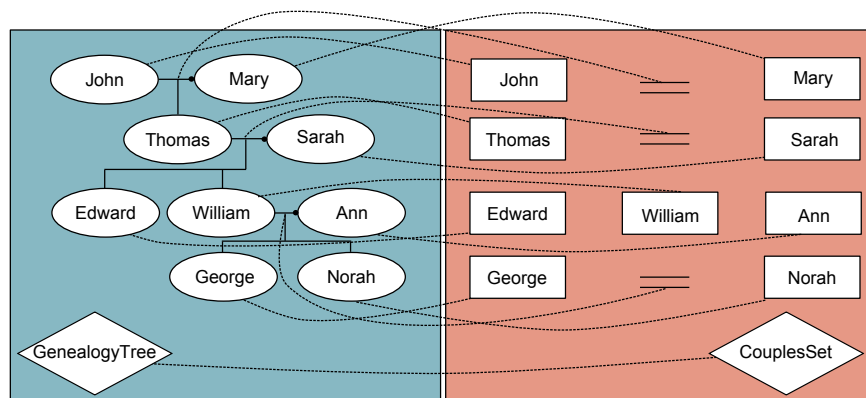 John
Mary
Thomas
Sarah
Edward
William
Ann
George
Norah
GenealogyTree
John
Mary
Thomas
Sarah
Edward
William
Ann
George
Norah
CouplesSet